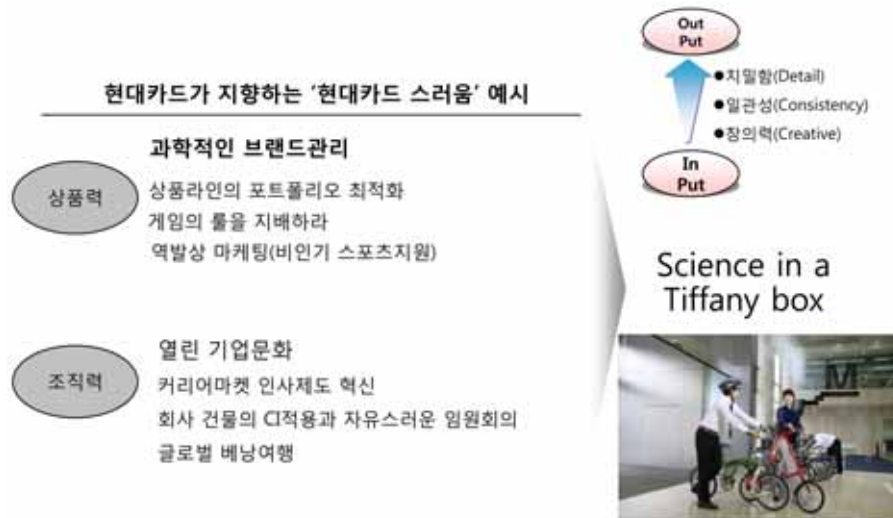 현대카드가 지향하는 ‘현대카드 스러움’ 예시
상품력
과학적인 브랜드관리
상품라인의 포트폴리오 최적화
게임의 룰을 지배하라
역발상 마케팅(비인기 스포츠지원)
조직력
열린 기업문화
커리어마켓 인사제도 혁신
회사 건물의 CI적용과 자유스러운 임원회의
글로벌 베낭여행
Out
Put
●치밀함(Detail)
●일관성(Consistency)
●창의력(Creative)
In
Put
Science in a
Tiffany box
M